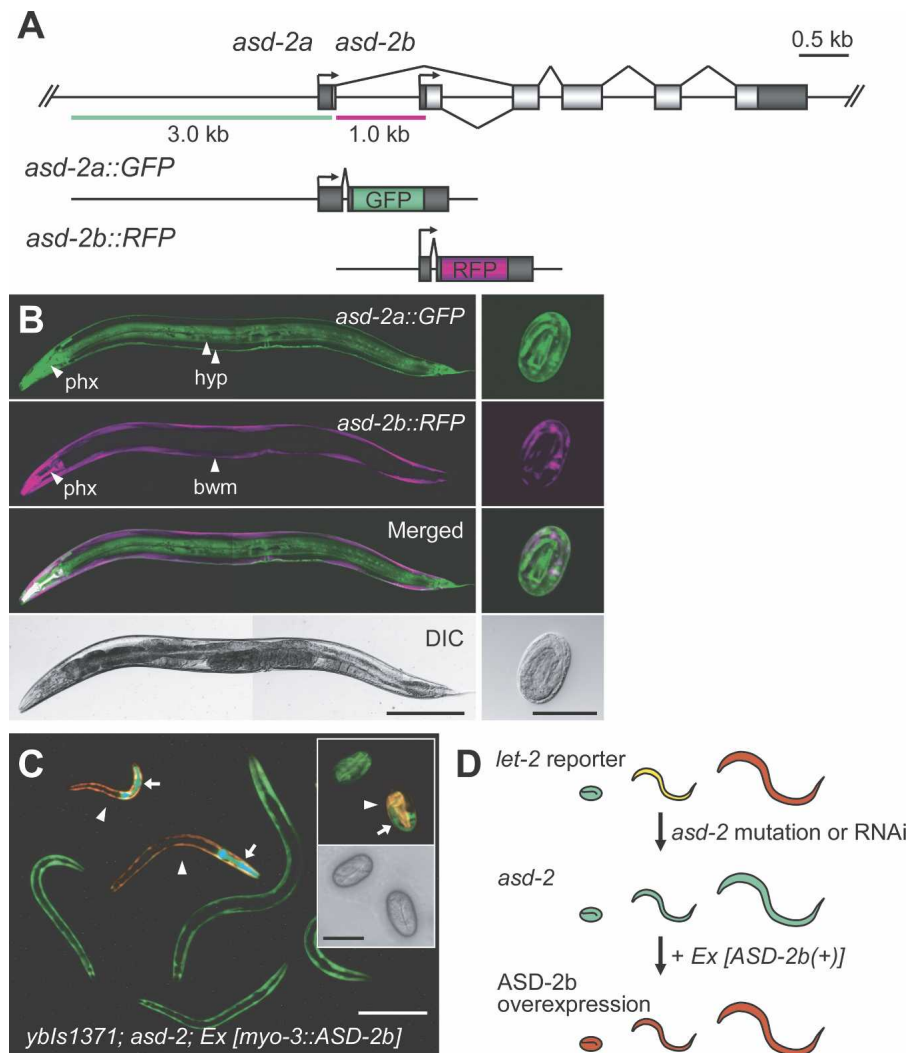 A
asd-2a asd-2b
0.5 kb
3.0 kb
1.0 kb
asd-2a::GFP
GFP
asd-2b::RFP
RFP
B
asd-2a::GFP
phx
hyp
asd-2b::RFP
phx
bwm
Merged
DIC
C
ybIs1371; asd-2; Ex [myo-3::ASD-2b]
D
let-2 reporter
asd-2 mutation or RNAi
asd-2
+ Ex [ASD-2b(+)]
ASD-2b
overexpression